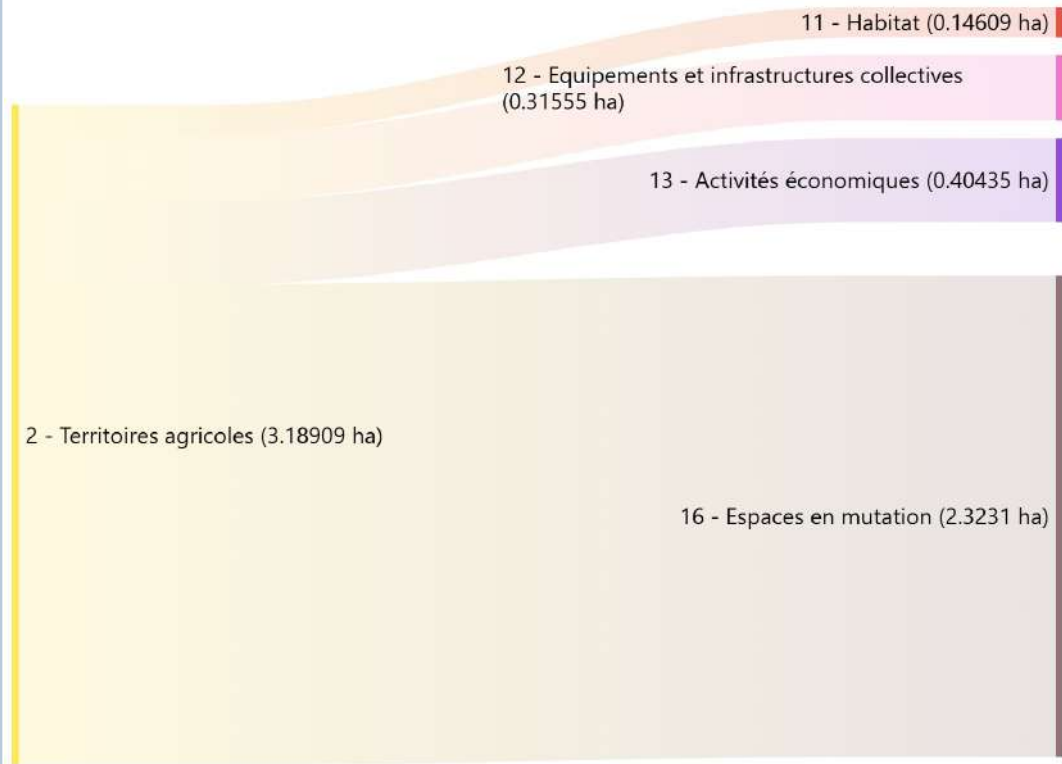 11 - Habitat (0.14609 ha)
12 - Equipements et infrastructures collectives
(0.31555 ha)
13 - Activités économiques (0.40435 ha)
2 - Territoires agricoles (3.18909 ha)
16 - Espaces en mutation (2.3231 ha)